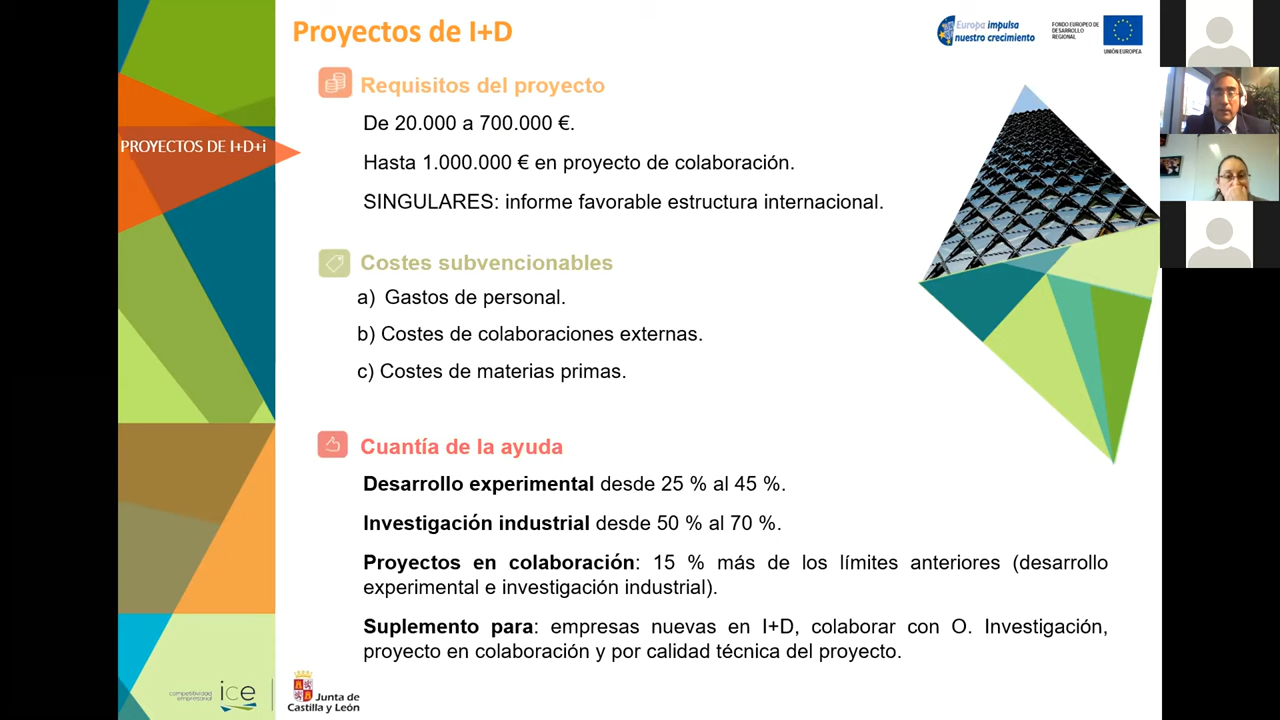 Proyectos de I+D
Europa impulsa
nuestro crecimiento
FONDO EUROPEO DE
DESARROLLO
REGIONAL
UNIÓN EUROPEA
PROYECTOS DE I+D+i
Requisitos del proyecto
De 20.000 a 700.000 €.
Hasta 1.000.000 € en proyecto de colaboración.
SINGULARES: informe favorable estructura internacional.
Costes subvencionables
a) Gastos de personal.
b) Costes de colaboraciones externas.
c) Costes de materias primas.
Cuantía de la ayuda
Desarrollo experimental desde 25 % al 45 %.
Investigación industrial desde 50 % al 70 %.
Proyectos en colaboración: 15 % más de los límites anteriores (desarrollo
experimental e investigación industrial).
Suplemento para: empresas nuevas en I+D, colaborar con O. Investigación,
proyecto en colaboración y por calidad técnica del proyecto.
competitividad
empresarial
ice
Junta de
Castilla y León